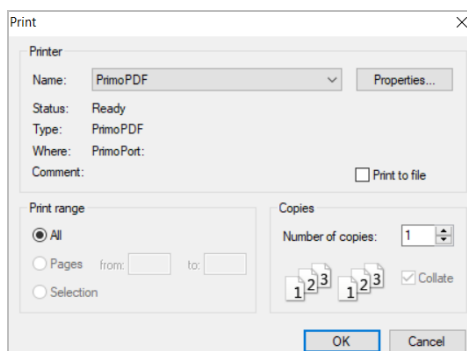 Print
Printer
Name: PrimoPDF Properties...
Status: Ready
Type: PrimoPDF
Where: PrimoPort:
Comment: Print to file
Print range
All
Pages from: to:
Selection
Copies
Number of copies: 1
1 2 3 1 2 3 Collate
OK Cancel